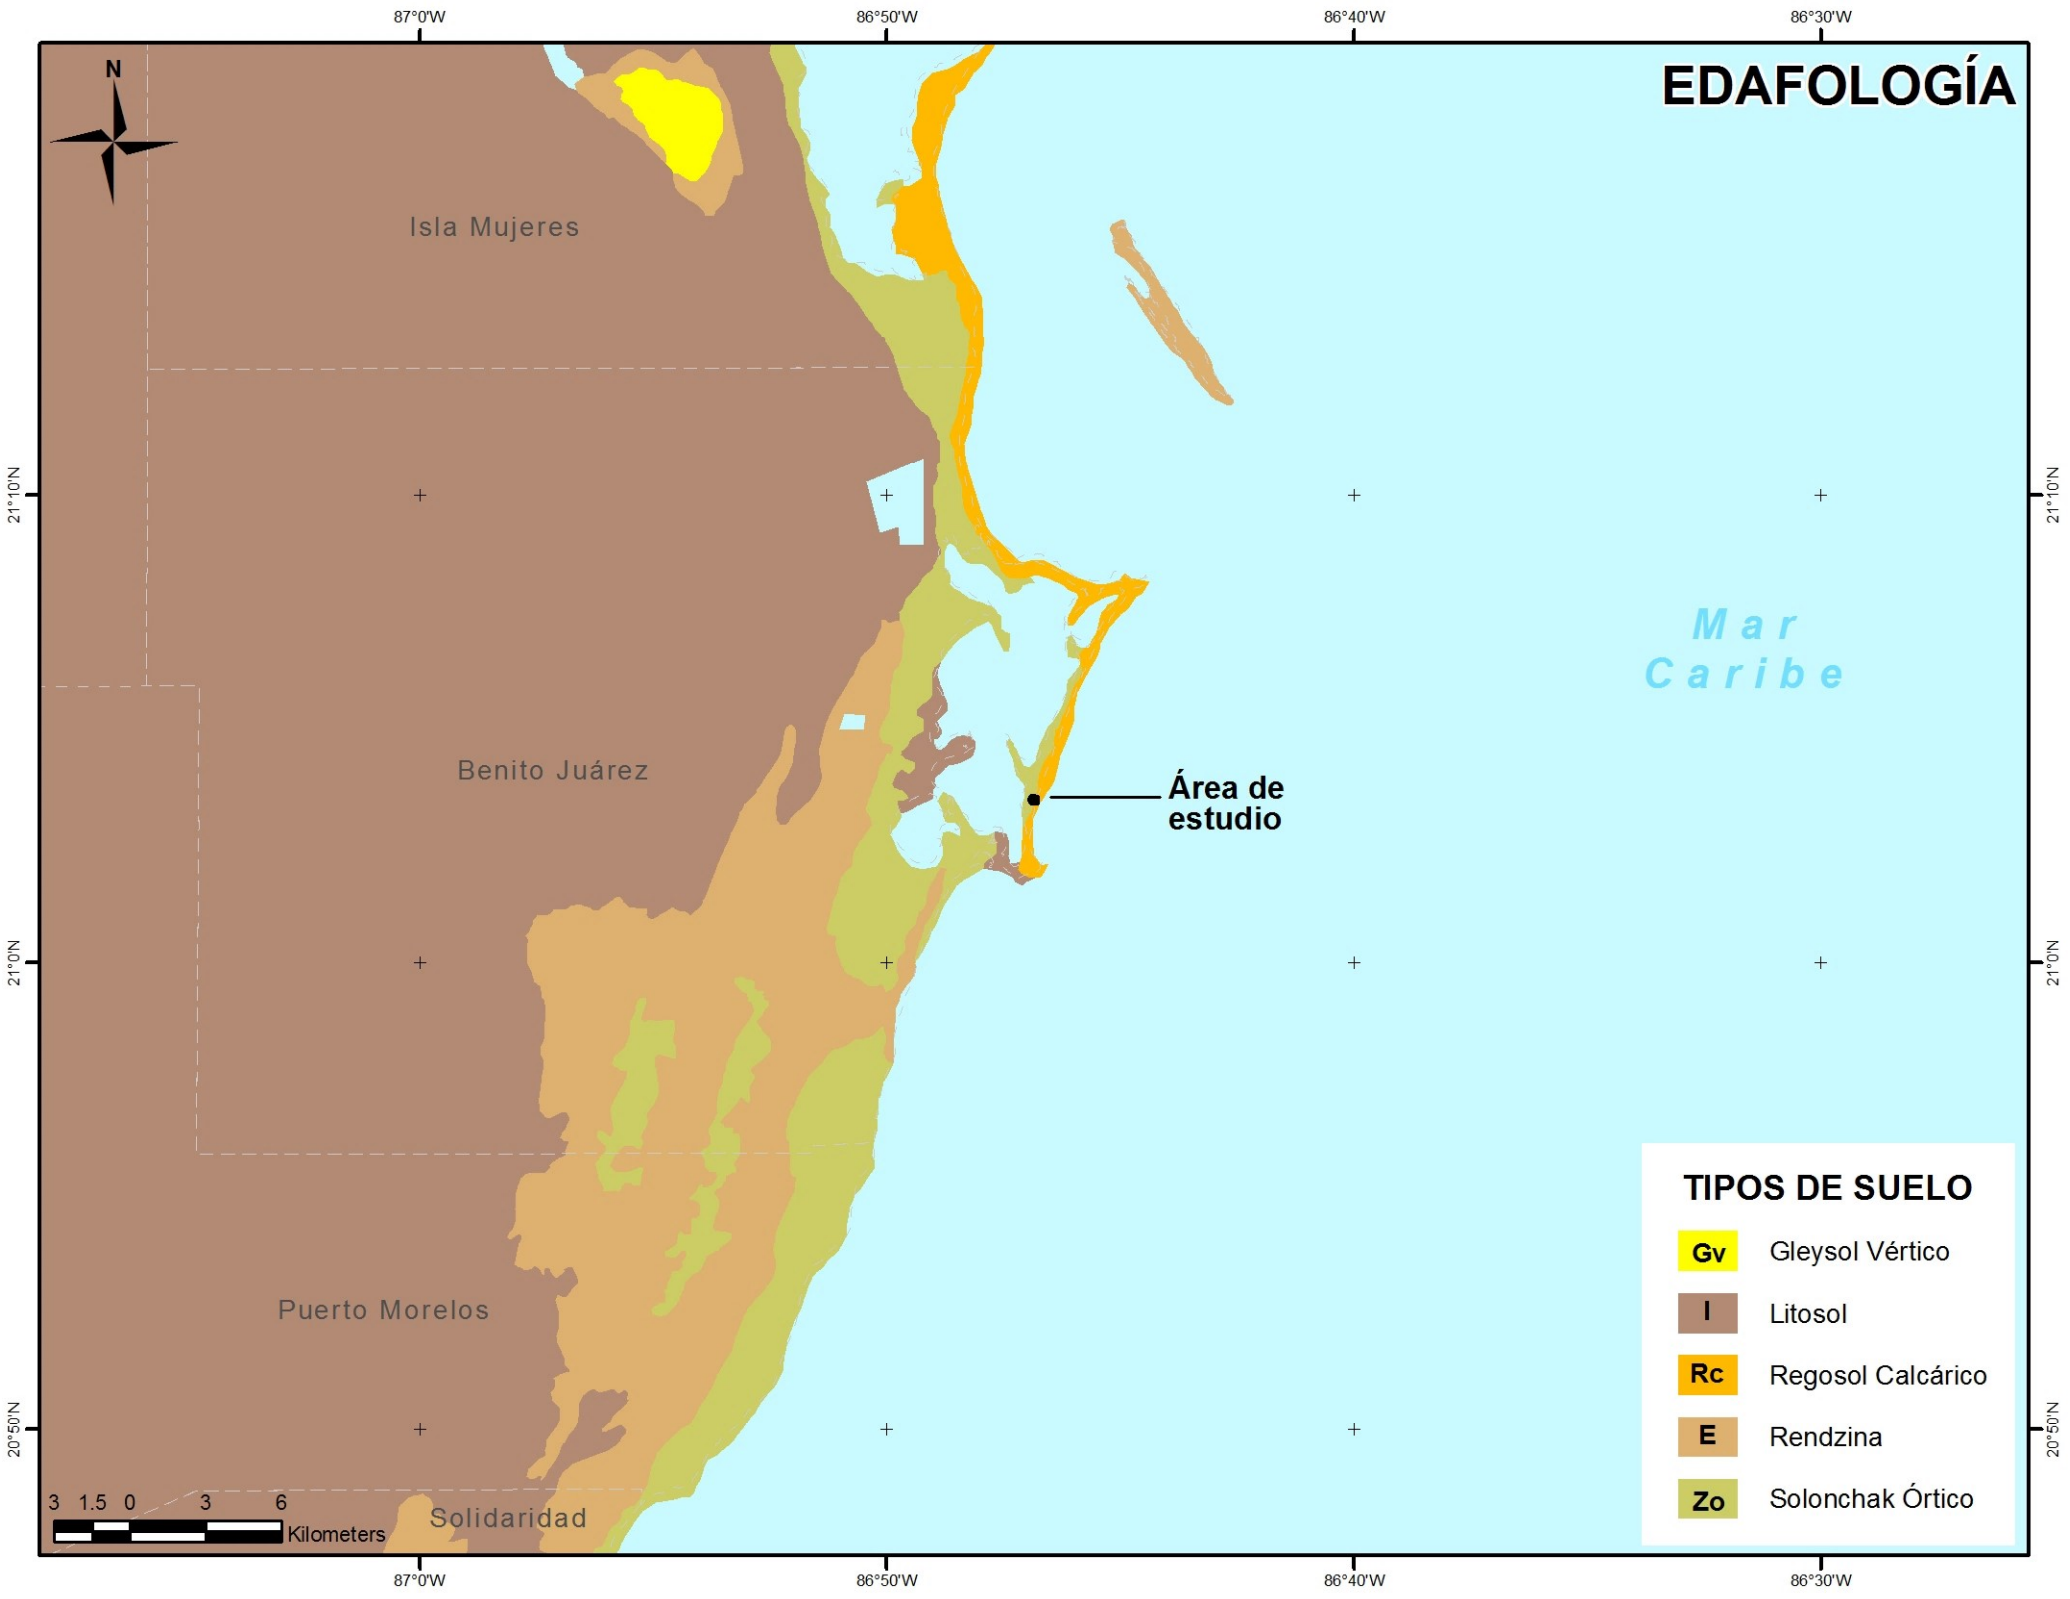 87°0'W
86°50'W
86°40'W
86°30'W
N
EDAFOLOGÍA
Isla Mujeres
21°10'N
21°10'N
Mar
Caribe
Benito Juárez
Área de
estudio
21°0'N
21°0'N
TIPOS DE SUELO
Gv Gleysol Vértico
I Litosol
Rc Regosol Calcárico
E Rendzina
Zo Solonchak Órtico
Puerto Morelos
20°50'N
20°50'N
Solidaridad
3 1.5 0 3 6
Kilometers
87°0'W
86°50'W
86°40'W
86°30'W